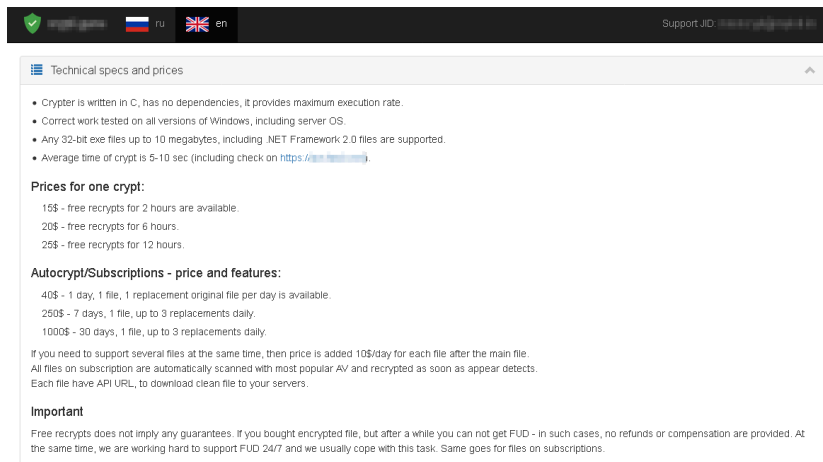 ru
en
Support JID:
Technical specs and prices
• Crypter is written in C, has no dependencies, it provides maximum execution rate.
• Correct work tested on all versions of Windows, including server OS.
• Any 32-bit exe files up to 10 megabytes, including .NET Framework 2.0 files are supported.
• Average time of crypt is 5-10 sec (including check on https:/ ).
Prices for one crypt:
15$ - free recrypts for 2 hours are available.
20$ - free recrypts for 6 hours.
25$ - free recrypts for 12 hours.
Autocrypt/Subscriptions - price and features:
40$ - 1 day, 1 file, 1 replacement original file per day is available.
250$ - 7 days, 1 file, up to 3 replacements daily.
1000$ - 30 days, 1 file, up to 3 replacements daily.
If you need to support several files at the same time, then price is added 10$/day for each file after the main file.
All files on subscription are automatically scanned with most popular AV and recrypted as soon as appear detects.
Each file have API URL, to download clean file to your servers.
Important
Free recrypts does not imply any guarantees. If you bought encrypted file, but after a while you can not get FUD - in such cases, no refunds or compensation are provided. At
the same time, we are working hard to support FUD 24/7 and we usually cope with this task. Same goes for files on subscriptions.